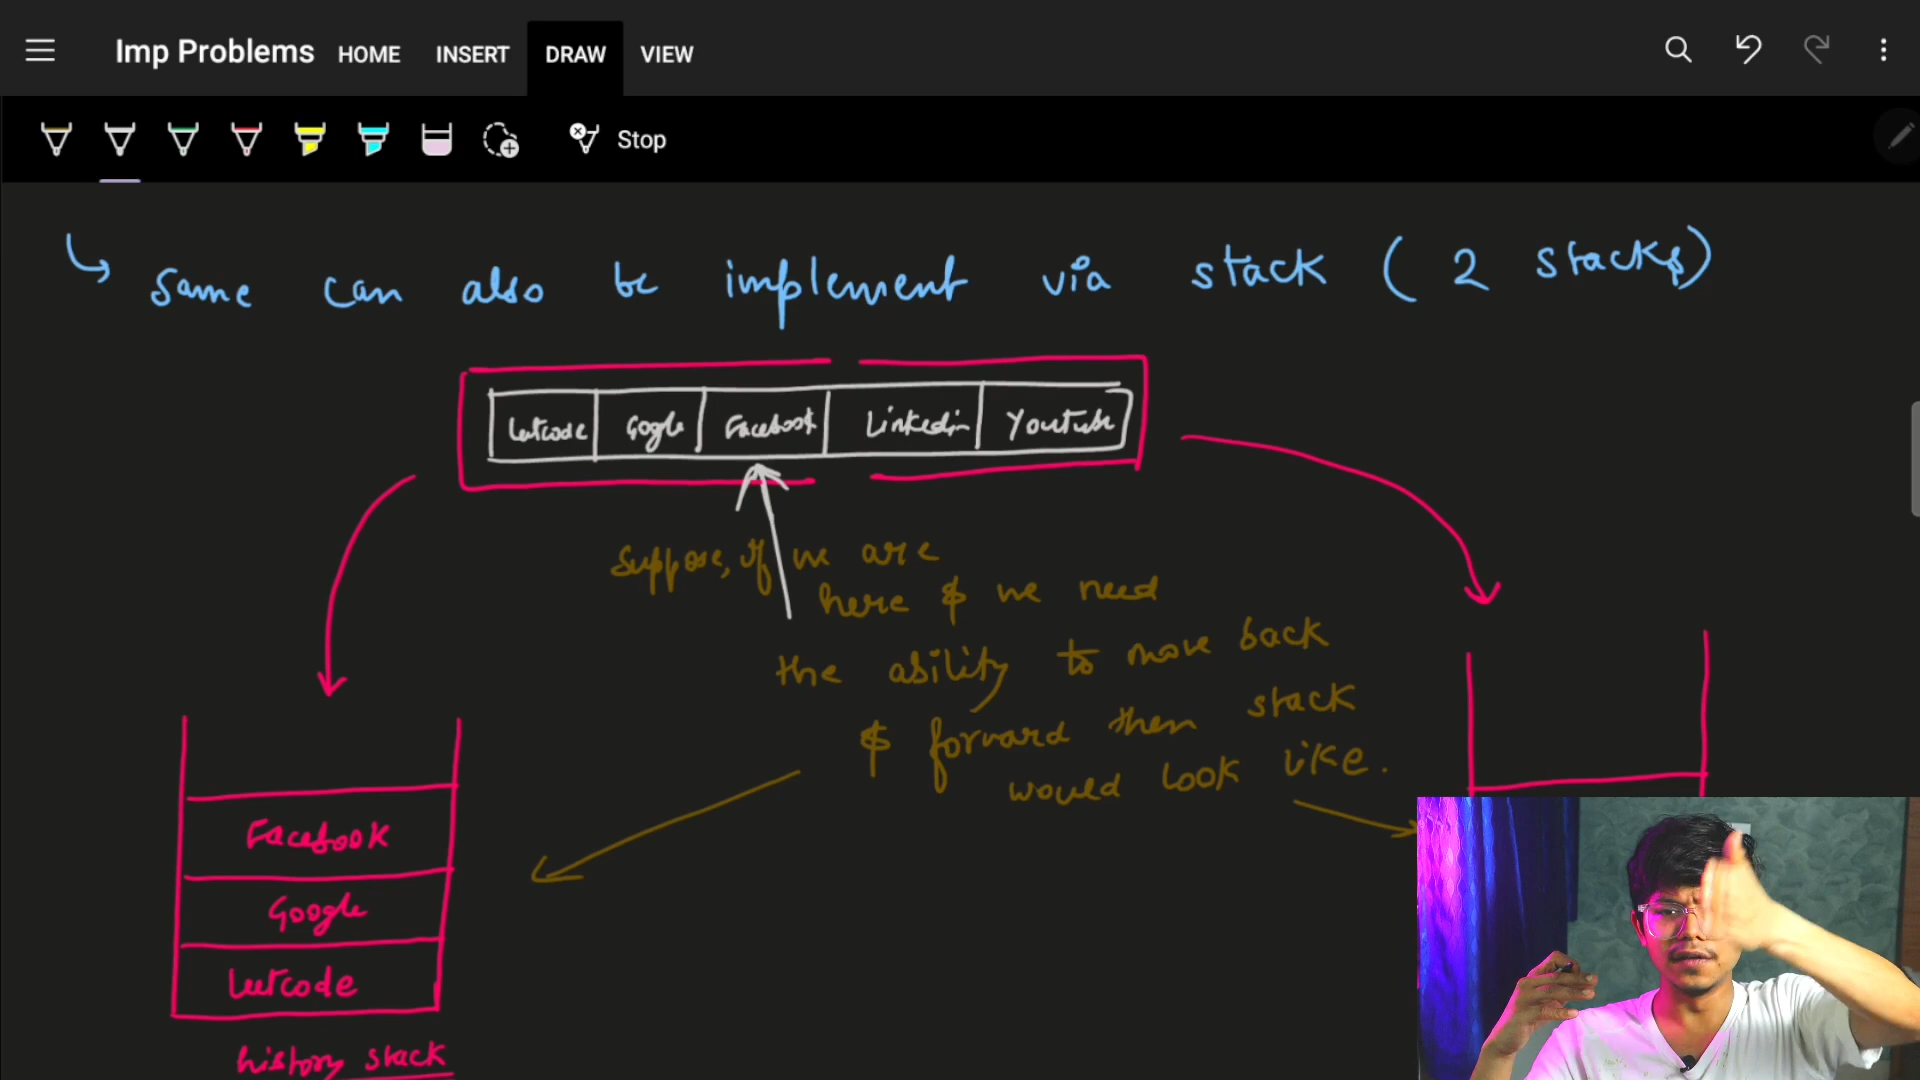 Imp Problems HOME INSERT DRAW VIEW
Stop
Same can also be implement via stack ( 2 stacks)
Leetcode Google Facebook Linkedin Youtube
Suppose, if we are
here & we need
the ability to move back
& forward then stack
would look like.
Facebook
Google
Leetcode
history stack